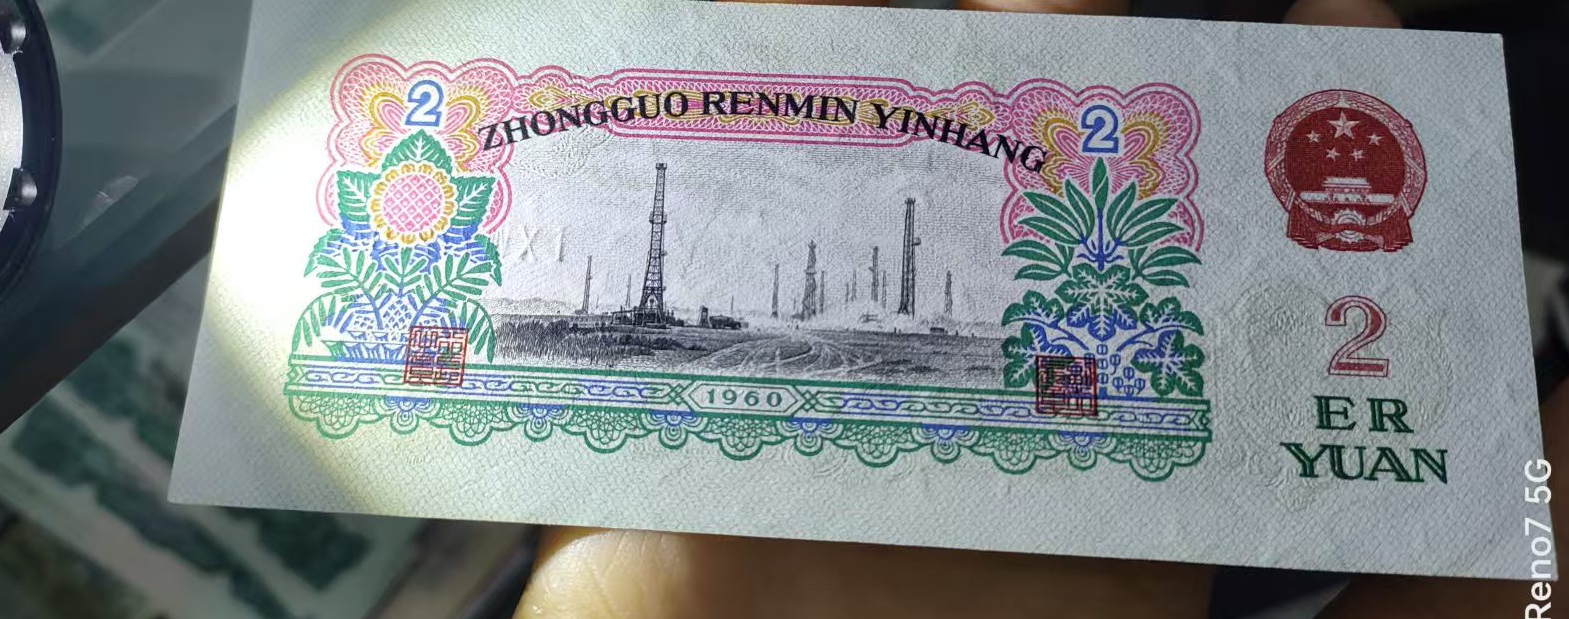 2
ZHONGGUO RENMIN YINHANG
2
1960
2
ER
YUAN
Reno7 5G